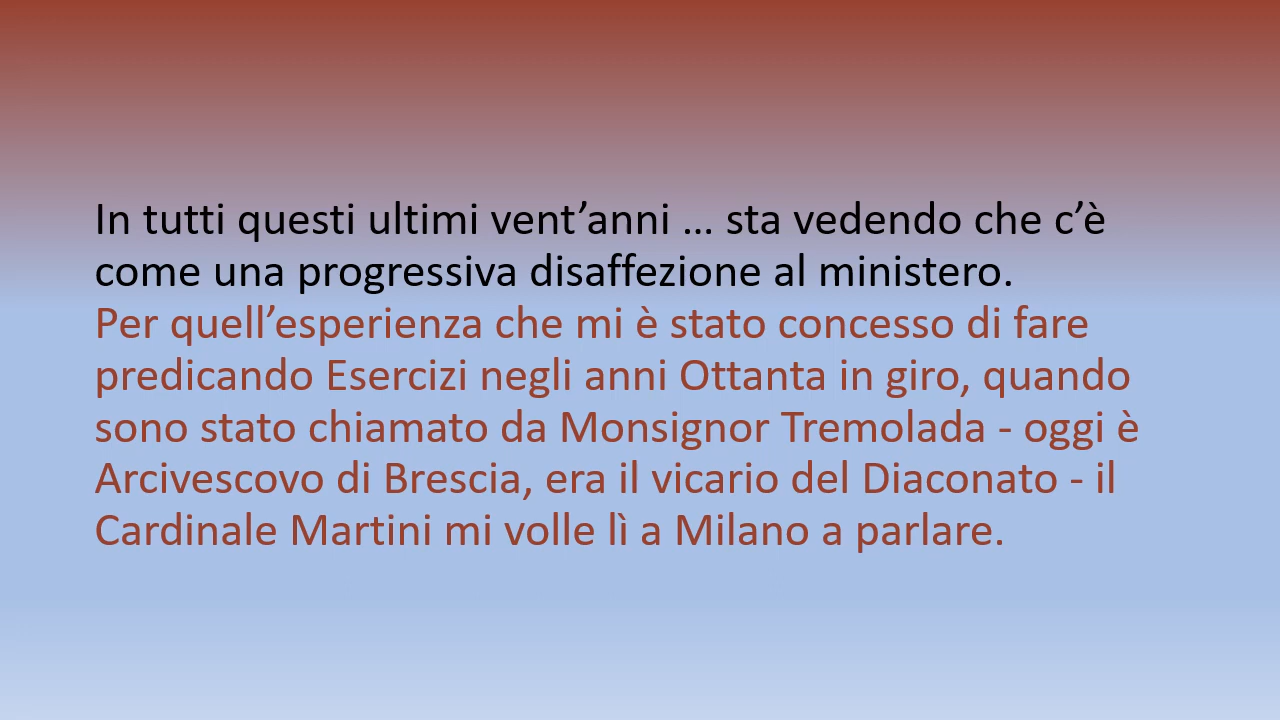 In tutti questi ultimi vent’anni … sta vedendo che c’è
come una progressiva disaffezione al ministero.
Per quell’esperienza che mi è stato concesso di fare
predicando Esercizi negli anni Ottanta in giro, quando
sono stato chiamato da Monsignor Tremolada - oggi è
Arcivescovo di Brescia, era il vicario del Diaconato - il
Cardinale Martini mi volle lì a Milano a parlare.